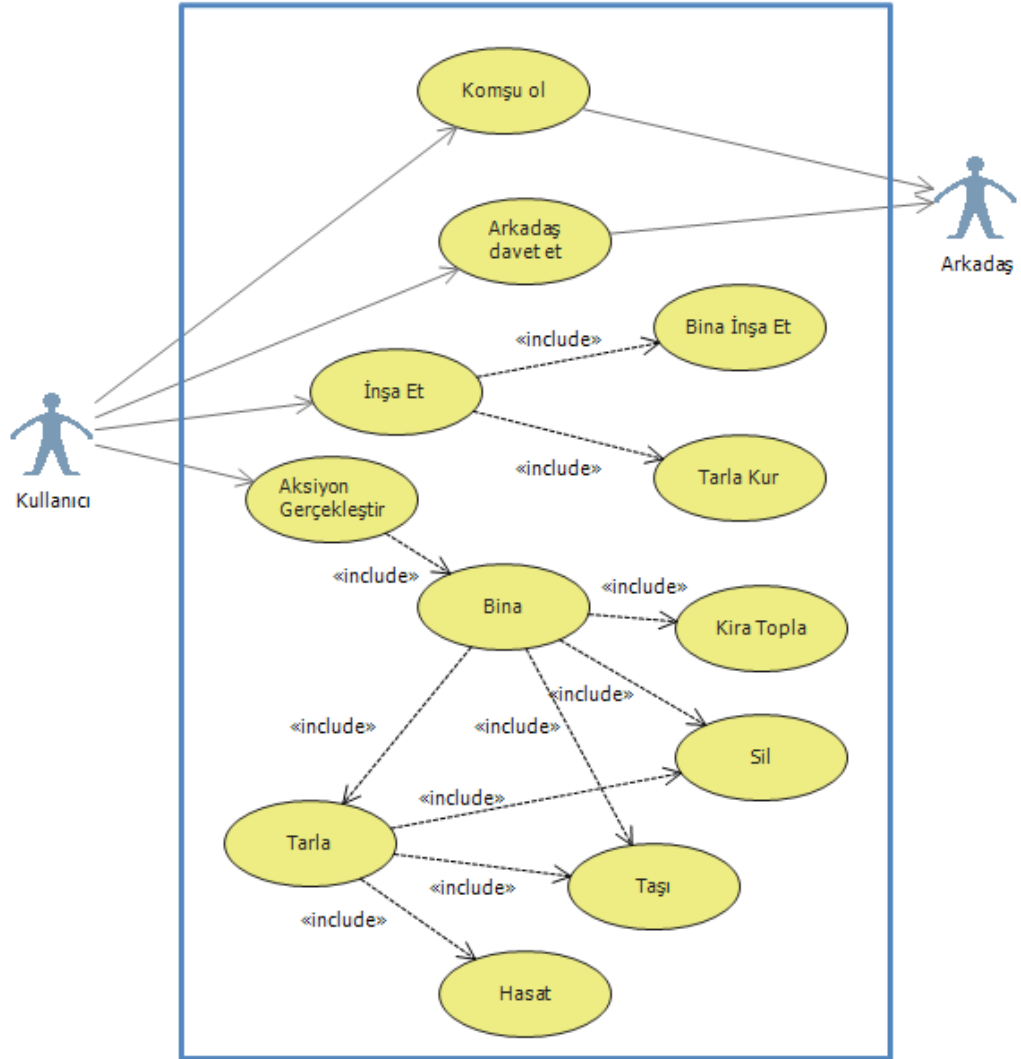 Komşu ol
Arkadaş
davet et
Arkadaş
Bina İnşa Et
«include»
İnşa Et
«include»
Tarla Kur
Kullanıcı
Aksiyon
Gerçekleştir
«include»
Bina
«include»
Kira Topla
«include»
«include»
«include»
Sil
«include»
Tarla
«include»
Taşı
«include»
Hasat